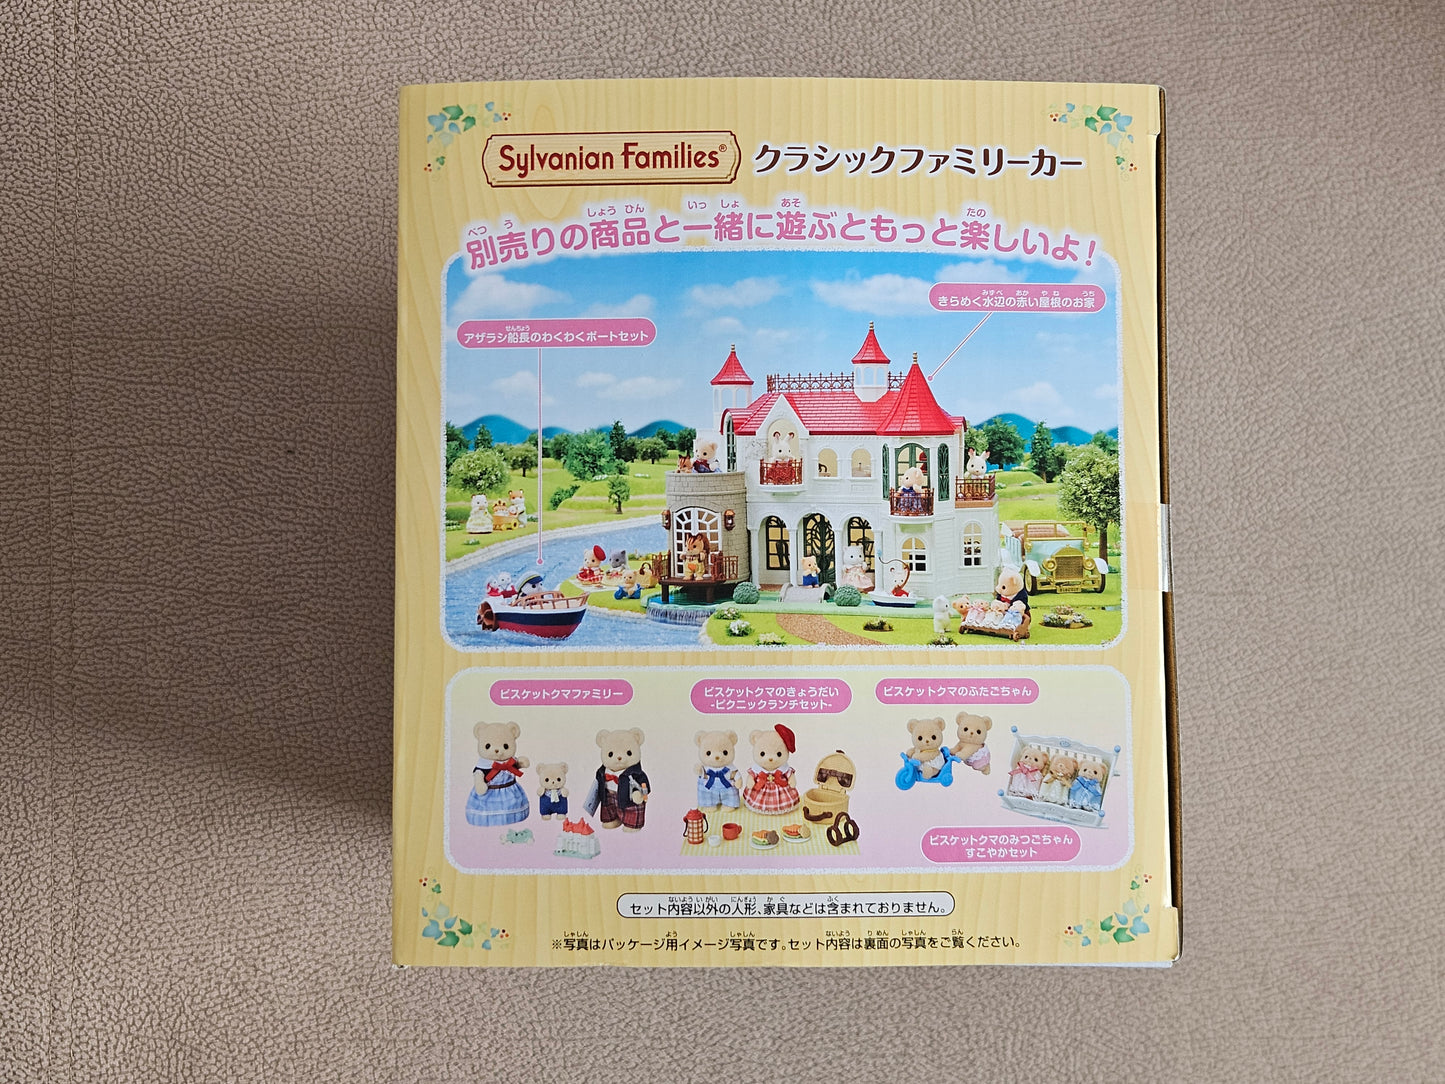 Sylvanian Families® クラシックファミリーカー
別売りの商品と一緒に遊ぶともっと楽しいよ!
きらめく水辺の赤い屋根のお家
アザラシ船長のわくわくボートセット
ビスケットクマファミリー
ビスケットクマのきょうだい
-ピクニックランチセット-
ビスケットクマのふたごちゃん
ビスケットクマのみつごちゃん
すこやかセット
セット内容以外の人形、家具などは含まれておりません。
※写真はパッケージ用イメージ写真です。セット内容は裏面の写真をご覧ください。